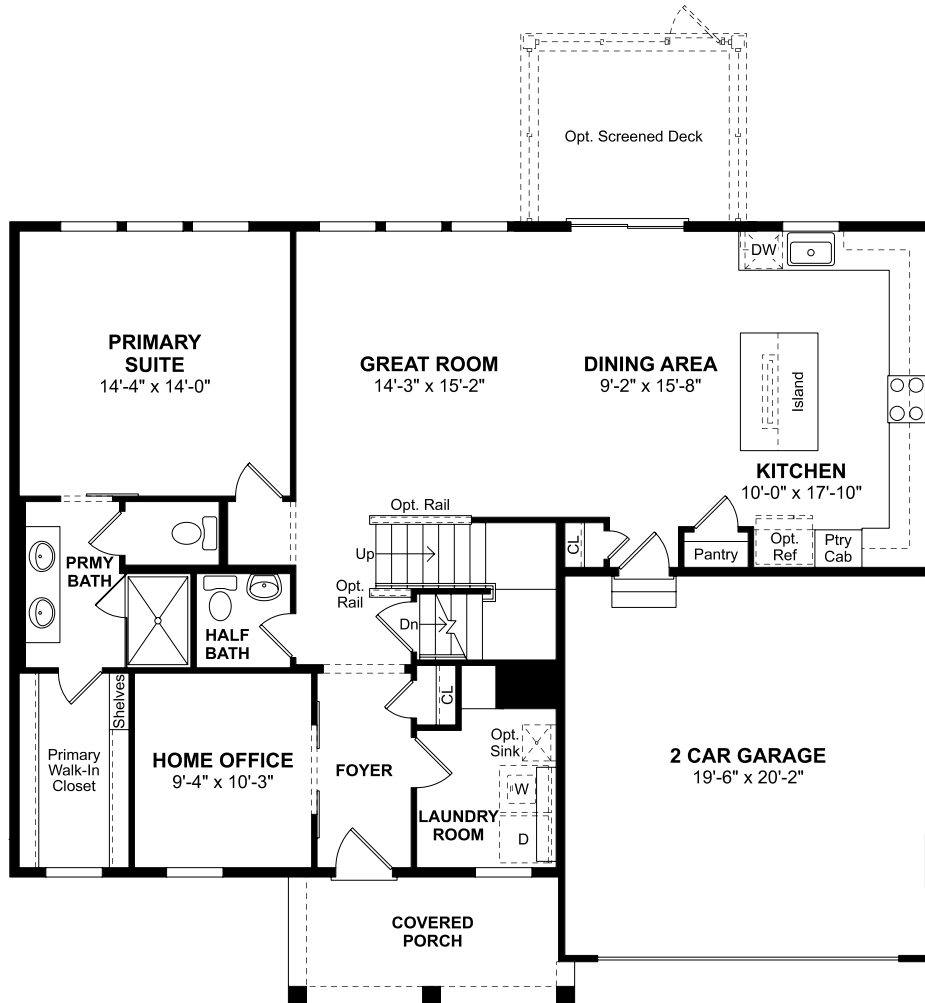 Opt. Screened Deck
DW
PRIMARY
SUITE
14'-4" x 14'-0"
GREAT ROOM
14'-3" x 15'-2"
DINING AREA
9'-2" x 15'-8"
Island
KITCHEN
10'-0" x 17'-10"
Opt. Rail
Up
CL
Pantry
Opt.
Ref
Ptry
Cab
PRMY
BATH
Opt.
Rail
Dn
HALF
BATH
Shelves
CL
Primary
Walk-In
Closet
HOME OFFICE
9'-4" x 10'-3"
FOYER
Opt.
Sink
W
LAUNDRY
ROOM
D
2 CAR GARAGE
19'-6" x 20'-2"
COVERED
PORCH